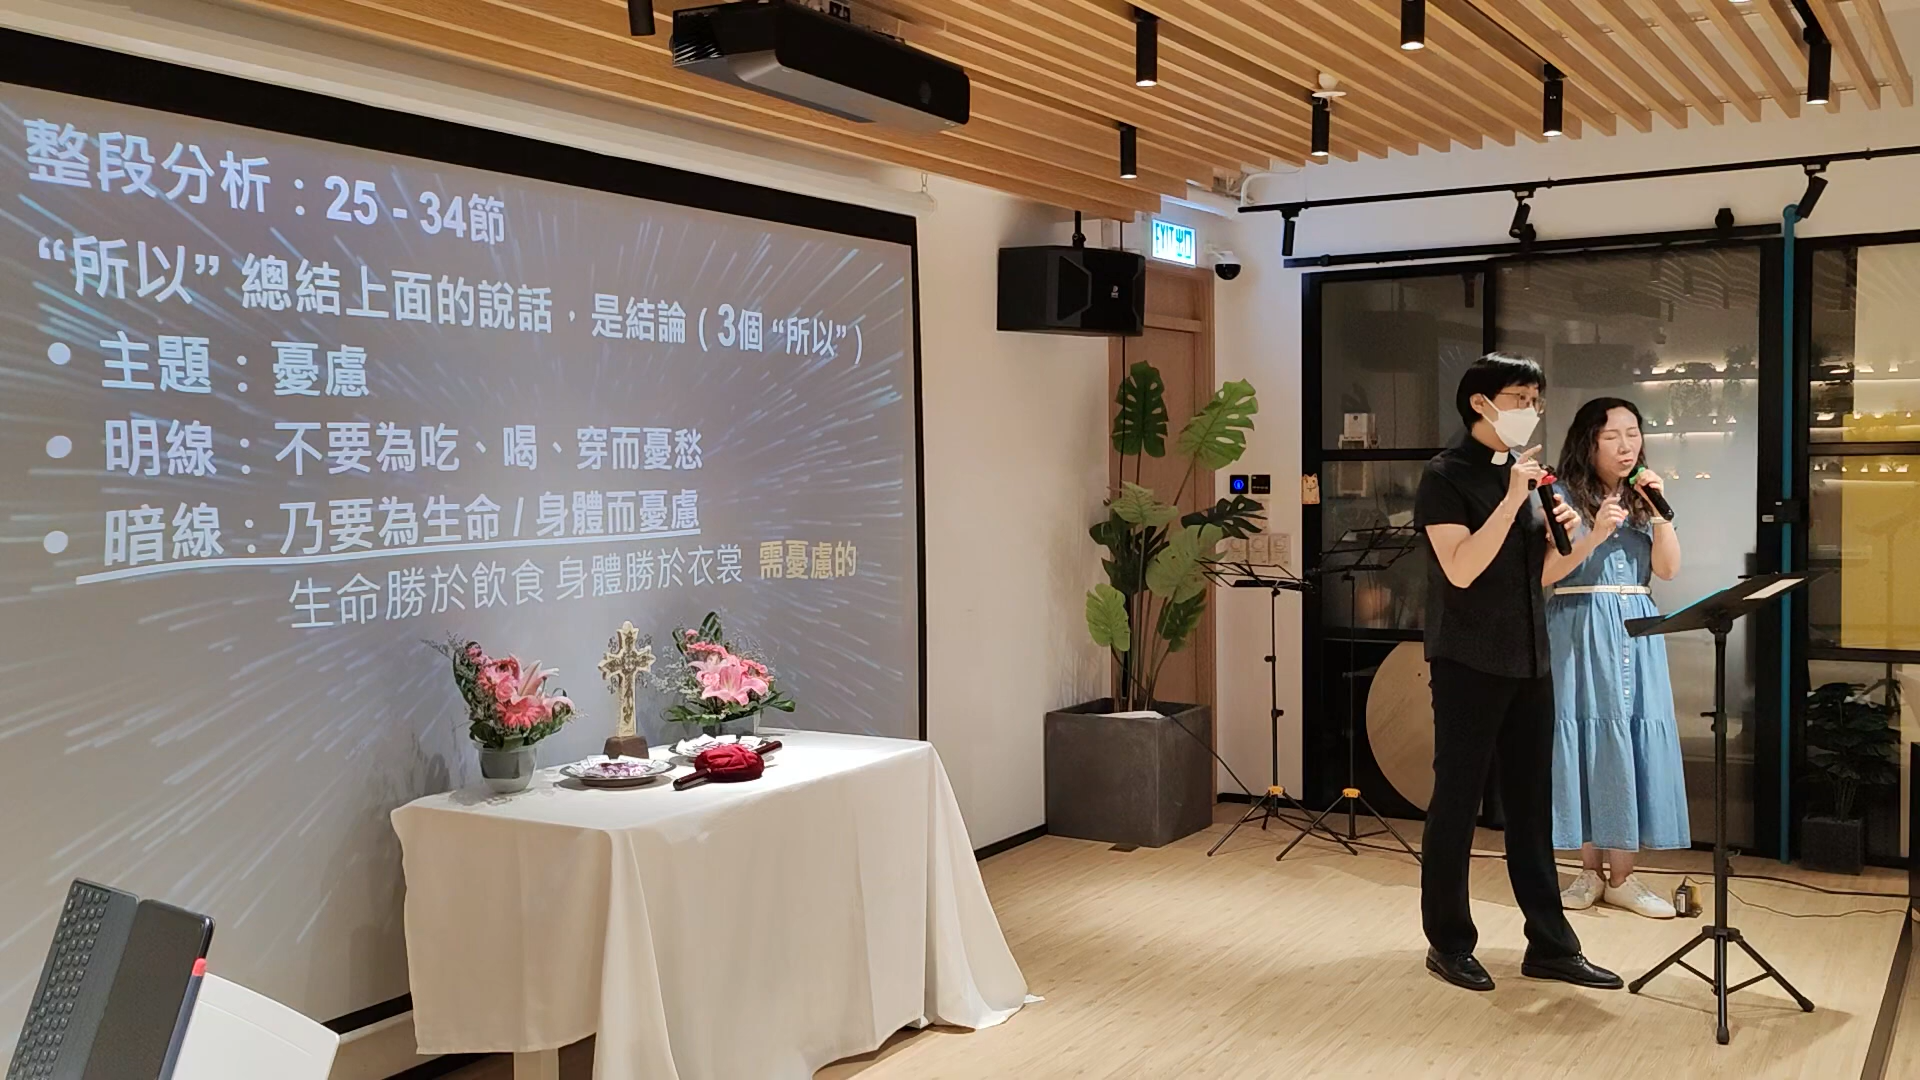 整段分析：25 - 34節
“所以” 總結上面的說話，是結論 ( 3個 “所以” )
• 主題：憂慮
• 明線：不要為吃、喝、穿而憂愁
• 暗線：乃要為生命 / 身體而憂慮
生命勝於飲食 身體勝於衣裳 需憂慮的
EXIT 出口